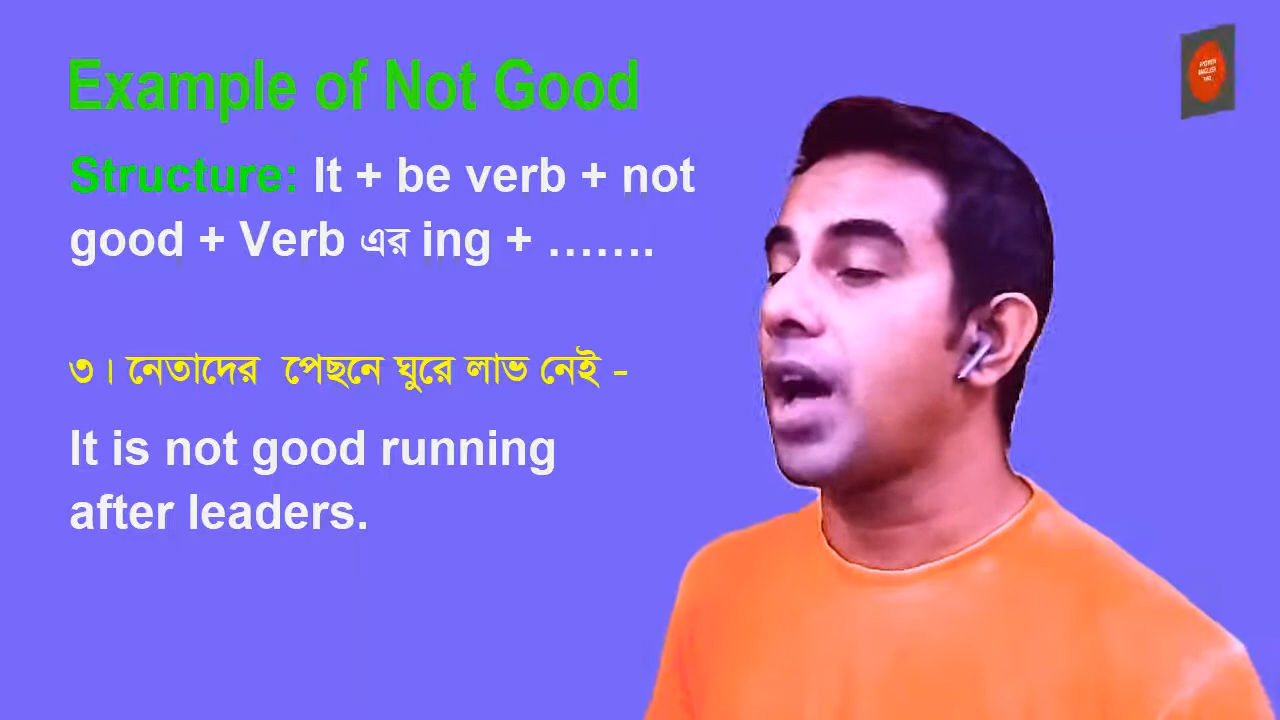 Example of Not Good
Structure: It + be verb + not
good + Verb এর ing + …….
৩। নেতাদের পেছনে ঘুরে লাভ নেই -
It is not good running
after leaders.